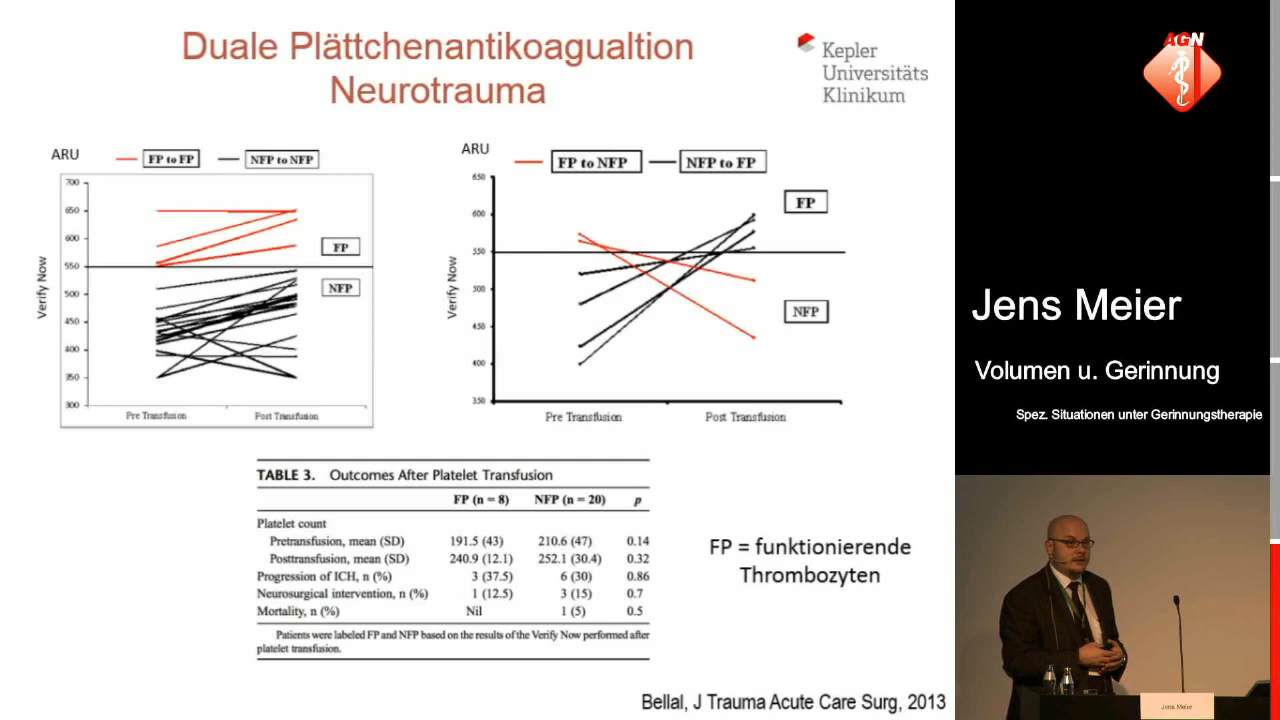 Duale Plättchenantikoagualtion
Neurotrauma
Kepler
Universitäts
Klinikum
AGN
ARU
FP to FP
NFP to NFP
700
650
600
550
500
450
400
350
300
Verify Now
FP
NFP
Pre Transfusion
Post Transfusion
ARU
FP to NFP
NFP to FP
650
600
550
500
450
400
350
Verify Now
FP
NFP
Pre Transfusion
Post Transfusion
TABLE 3. Outcomes After Platelet Transfusion
FP (n = 8) NFP (n = 20) p
Platelet count
Pretransfusion, mean (SD) 191.5 (43) 210.6 (47) 0.14
Posttransfusion, mean (SD) 240.9 (12.1) 252.1 (30.4) 0.32
Progression of ICH, n (%) 3 (37.5) 6 (30) 0.86
Neurosurgical intervention, n (%) 1 (12.5) 3 (15) 0.7
Mortality, n (%) Nil 1 (5) 0.5
Patients were labeled FP and NFP based on the results of the Verify Now performed after
platelet transfusion.
FP = funktionierende
Thrombozyten
Bellal, J Trauma Acute Care Surg, 2013
Jens Meier
Volumen u. Gerinnung
Spez. Situationen unter Gerinnungstherapie
Jens Meier